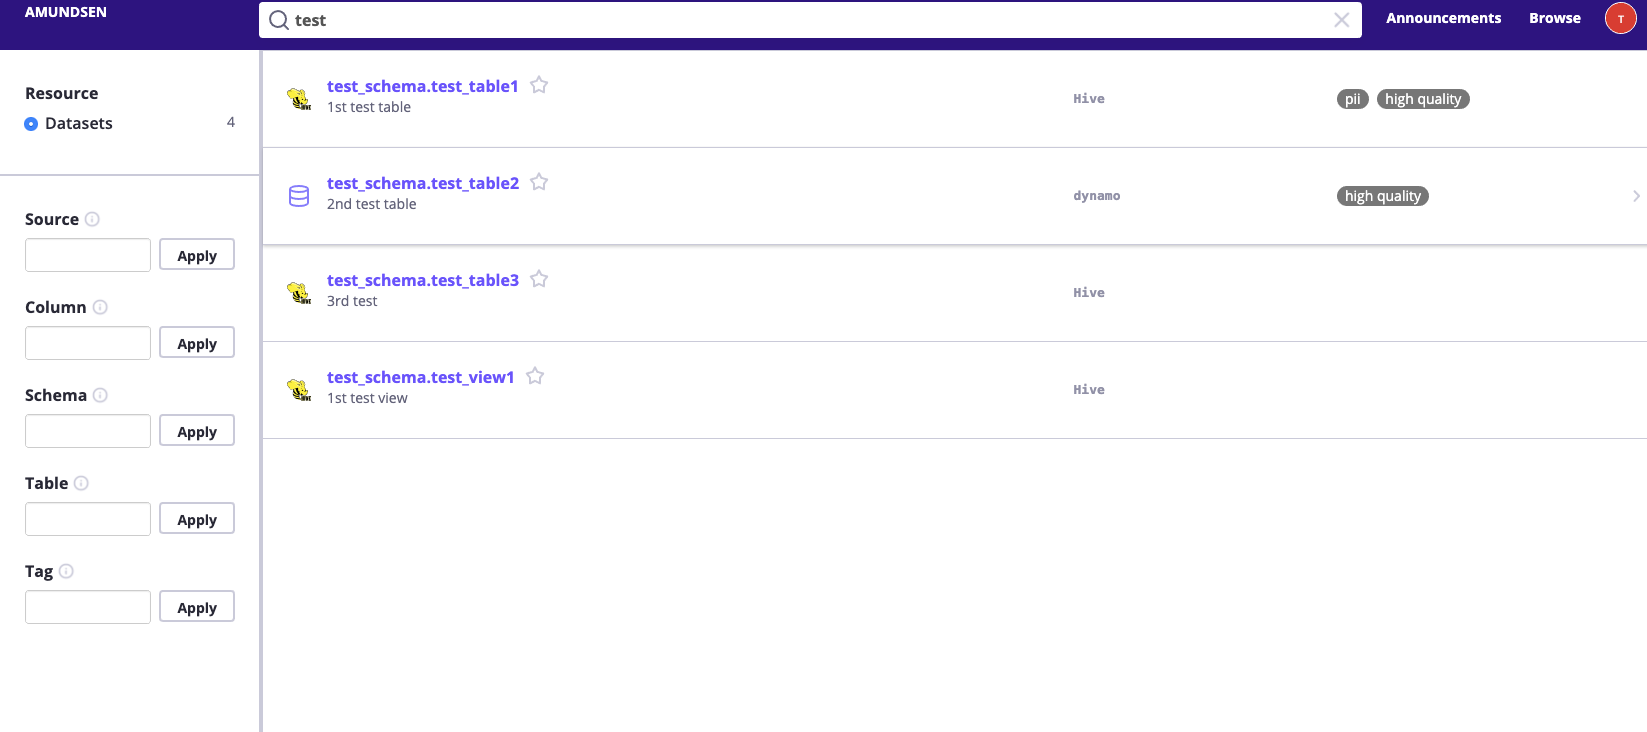 AMUNDSEN
test
Announcements
Browse
T
Resource
Datasets 4
Source
Apply
Column
Apply
Schema
Apply
Table
Apply
Tag
Apply
test_schema.test_table1
1st test table
Hive
pii
high quality
test_schema.test_table2
2nd test table
dynamo
high quality
test_schema.test_table3
3rd test
Hive
test_schema.test_view1
1st test view
Hive